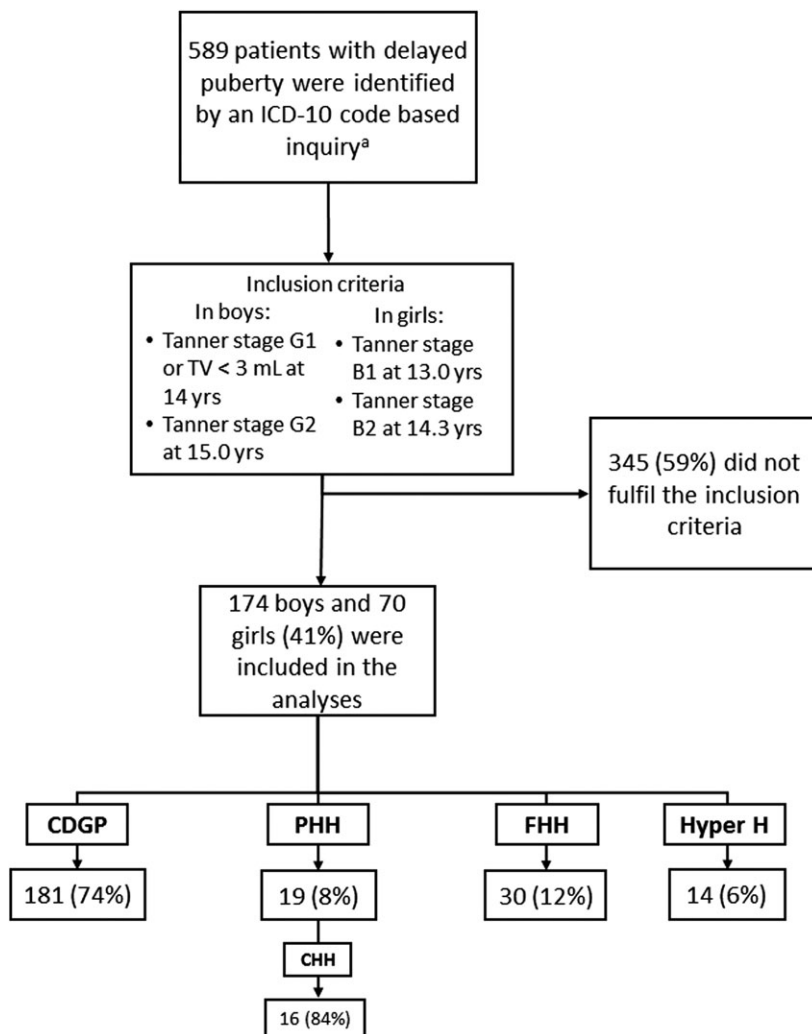 589 patients with delayed
puberty were identified
by an ICD-10 code based
inquiryª
Inclusion criteria
In boys:
• Tanner stage G1
or TV < 3 mL at
14 yrs
• Tanner stage G2
at 15.0 yrs
In girls:
• Tanner stage
B1 at 13.0 yrs
• Tanner stage
B2 at 14.3 yrs
345 (59%) did not
fulfil the inclusion
criteria
174 boys and 70
girls (41%) were
included in the
analyses
CDGP
PHH
FHH
Hyper H
181 (74%)
19 (8%)
30 (12%)
14 (6%)
CHH
16 (84%)